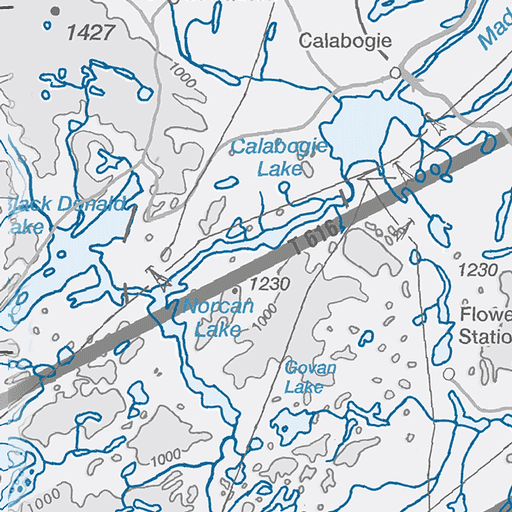 1427
Calabogie
Mad
1000
Calabogie
Lake
lack Donald
ake
T 616
1230
1230
Norcan
Lake
1000
Flowe
Statio
Govan
Lake
1000
1000